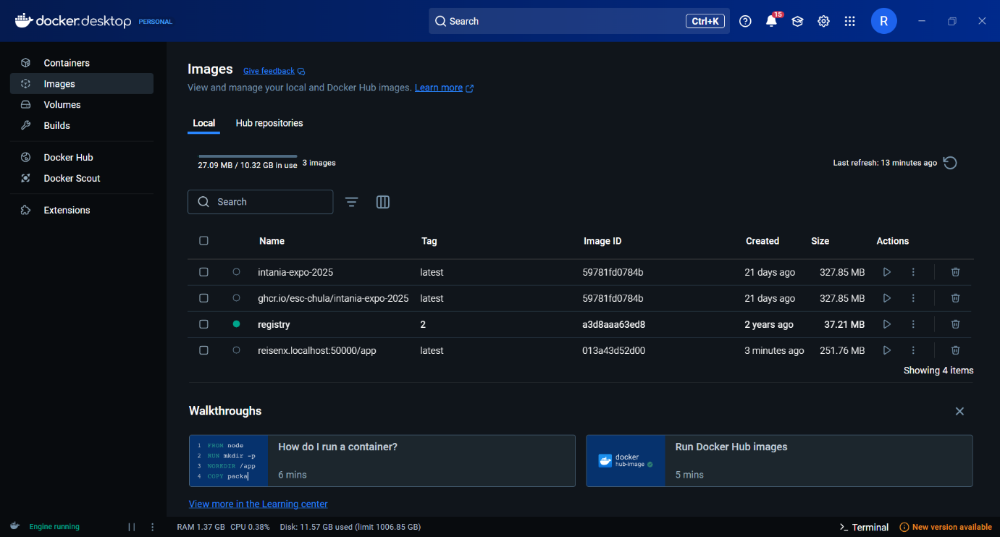 docker.desktop PERSONAL
Search Ctrl+K
15
R
Containers
Images
Volumes
Builds
Docker Hub
Docker Scout
Extensions
Images Give feedback
View and manage your local and Docker Hub images. Learn more
Local Hub repositories
27.09 MB / 10.32 GB in use 3 images
Last refresh: 13 minutes ago
Search
Name Tag Image ID Created Size Actions
intania-expo-2025 latest 59781fd0784b 21 days ago 327.85 MB
ghcr.io/esc-chula/intania-expo-2025 latest 59781fd0784b 21 days ago 327.85 MB
registry 2 a3d8aaa63ed8 2 years ago 37.21 MB
reisenx.localhost:50000/app latest 013a43d52d00 3 minutes ago 251.76 MB
Showing 4 items
Walkthroughs
1 FROM node
2 RUN mkdir -p
3 WORKDIR /app
4 COPY packa
How do I run a container?
6 mins
docker
hub-image
Run Docker Hub images
5 mins
View more in the Learning center
Engine running
RAM 1.37 GB CPU 0.38% Disk: 11.57 GB used (limit 1006.85 GB)
>_ Terminal
New version available